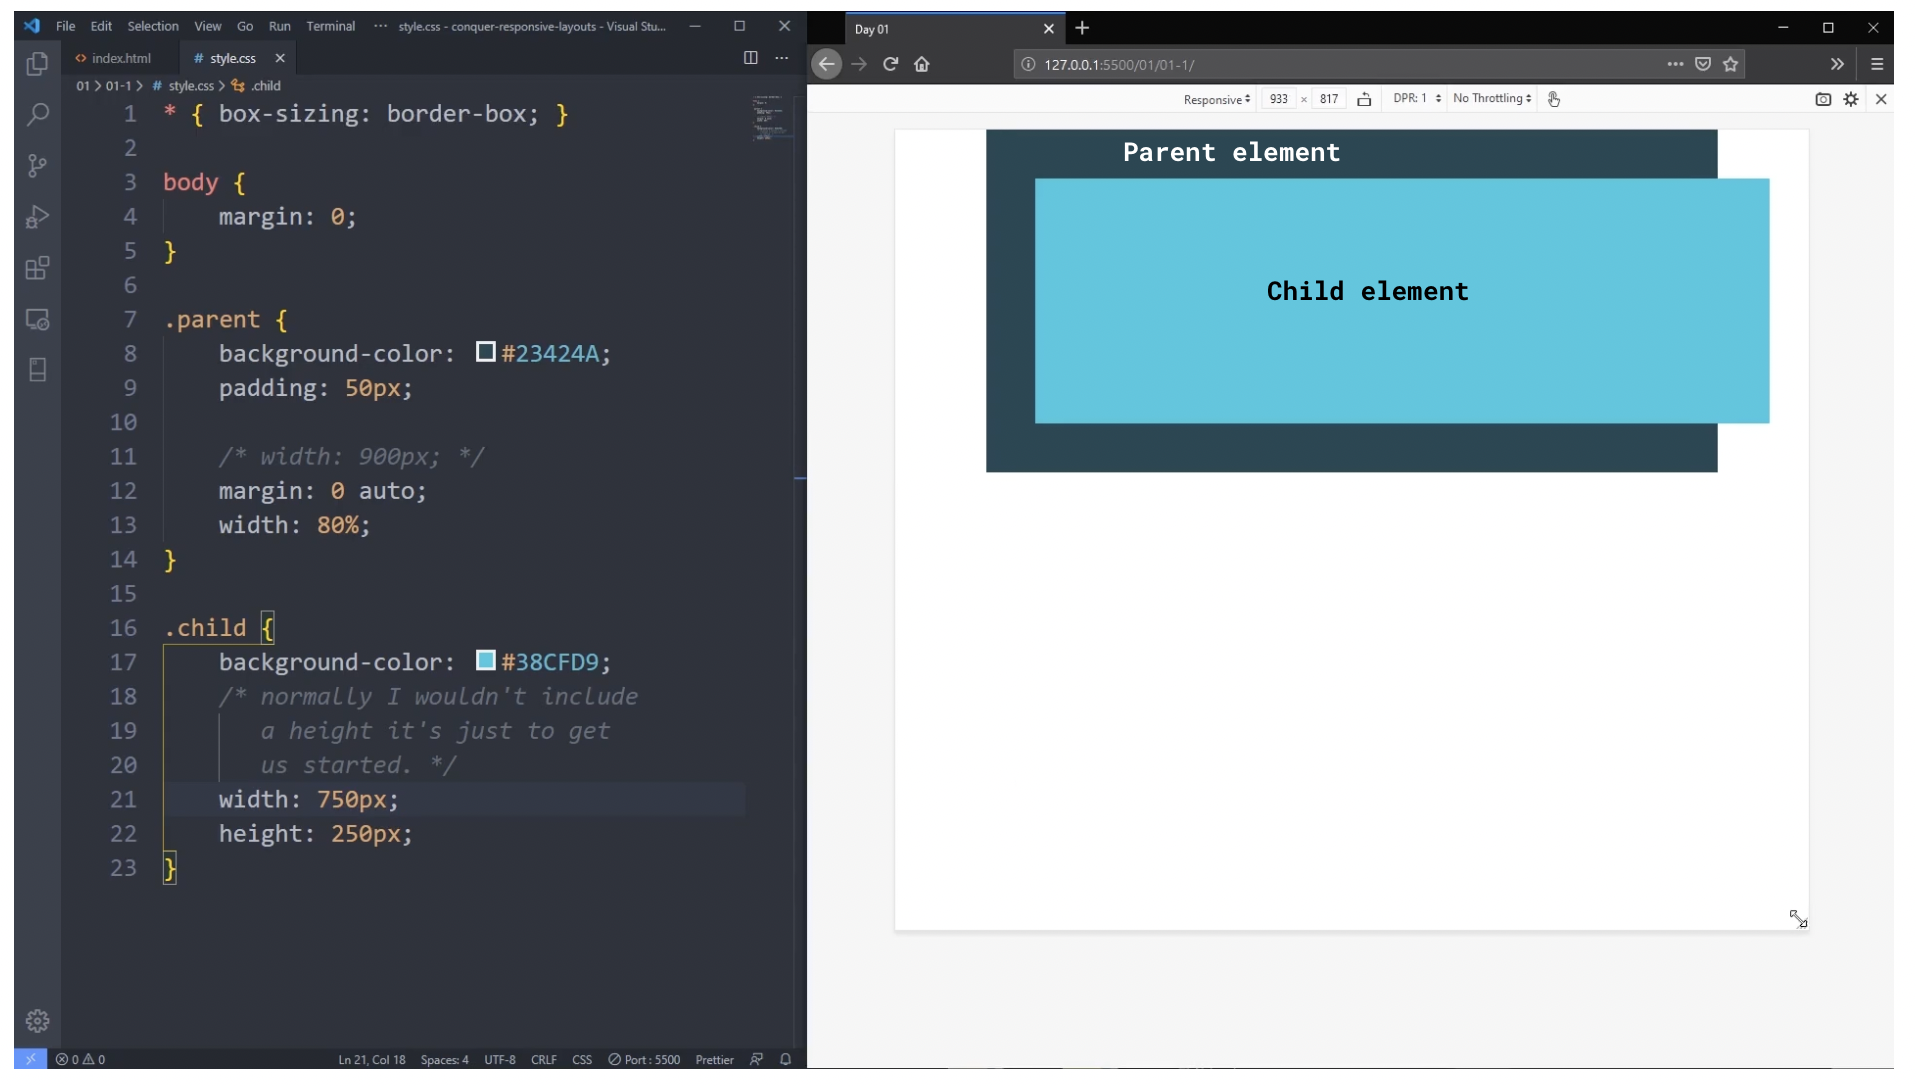 File Edit Selection View Go Run Terminal ··· style.css - conquer-responsive-layouts - Visual Stu...
index.html # style.css
01 > 01-1 > # style.css > .child
1 * { box-sizing: border-box; }
2
3 body {
4 margin: 0;
5 }
6
7 .parent {
8 background-color: #23424A;
9 padding: 50px;
10
11 /* width: 900px; */
12 margin: 0 auto;
13 width: 80%;
14 }
15
16 .child {
17 background-color: #38CFD9;
18 /* normally I wouldn't include
19 a height it's just to get
20 us started. */
21 width: 750px;
22 height: 250px;
23 }
0 0 Ln 21, Col 18 Spaces: 4 UTF-8 CRLF CSS Port : 5500 Prettier
Day 01
127.0.0.1:5500/01/01-1/
Responsive 933 × 817 DPR: 1 No Throttling
Parent element
Child element